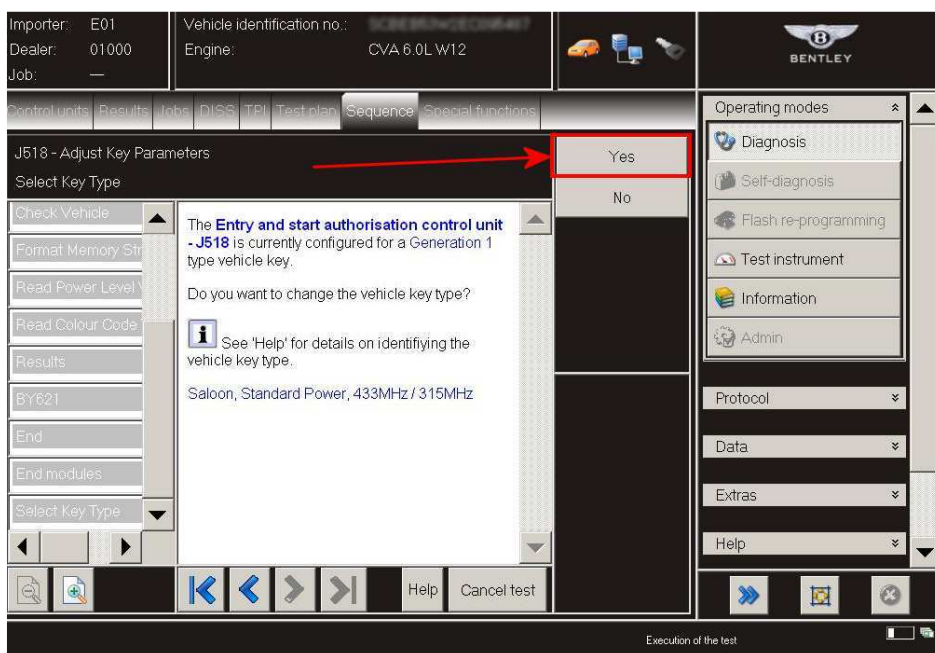 Importer: E01
Dealer: 01000
Job: —
Vehicle identification no.:
Engine: CVA 6.0L W12
BENTLEY
Control units Results Jobs DISS TPI Test plan Sequence Special functions
J518 - Adjust Key Parameters
Select Key Type
Check Vehicle
Format Memory Str
Read Power Level
Read Colour Code
Results
BY621
End
End modules
Select Key Type
The Entry and start authorisation control unit
- J518 is currently configured for a Generation 1
type vehicle key.
Do you want to change the vehicle key type?
See 'Help' for details on identifiying the
vehicle key type.
Saloon, Standard Power, 433MHz / 315MHz
Yes
No
Help
Cancel test
Operating modes
Diagnosis
Self-diagnosis
Flash re-programming
Test instrument
Information
Admin
Protocol
Data
Extras
Help
Execution of the test